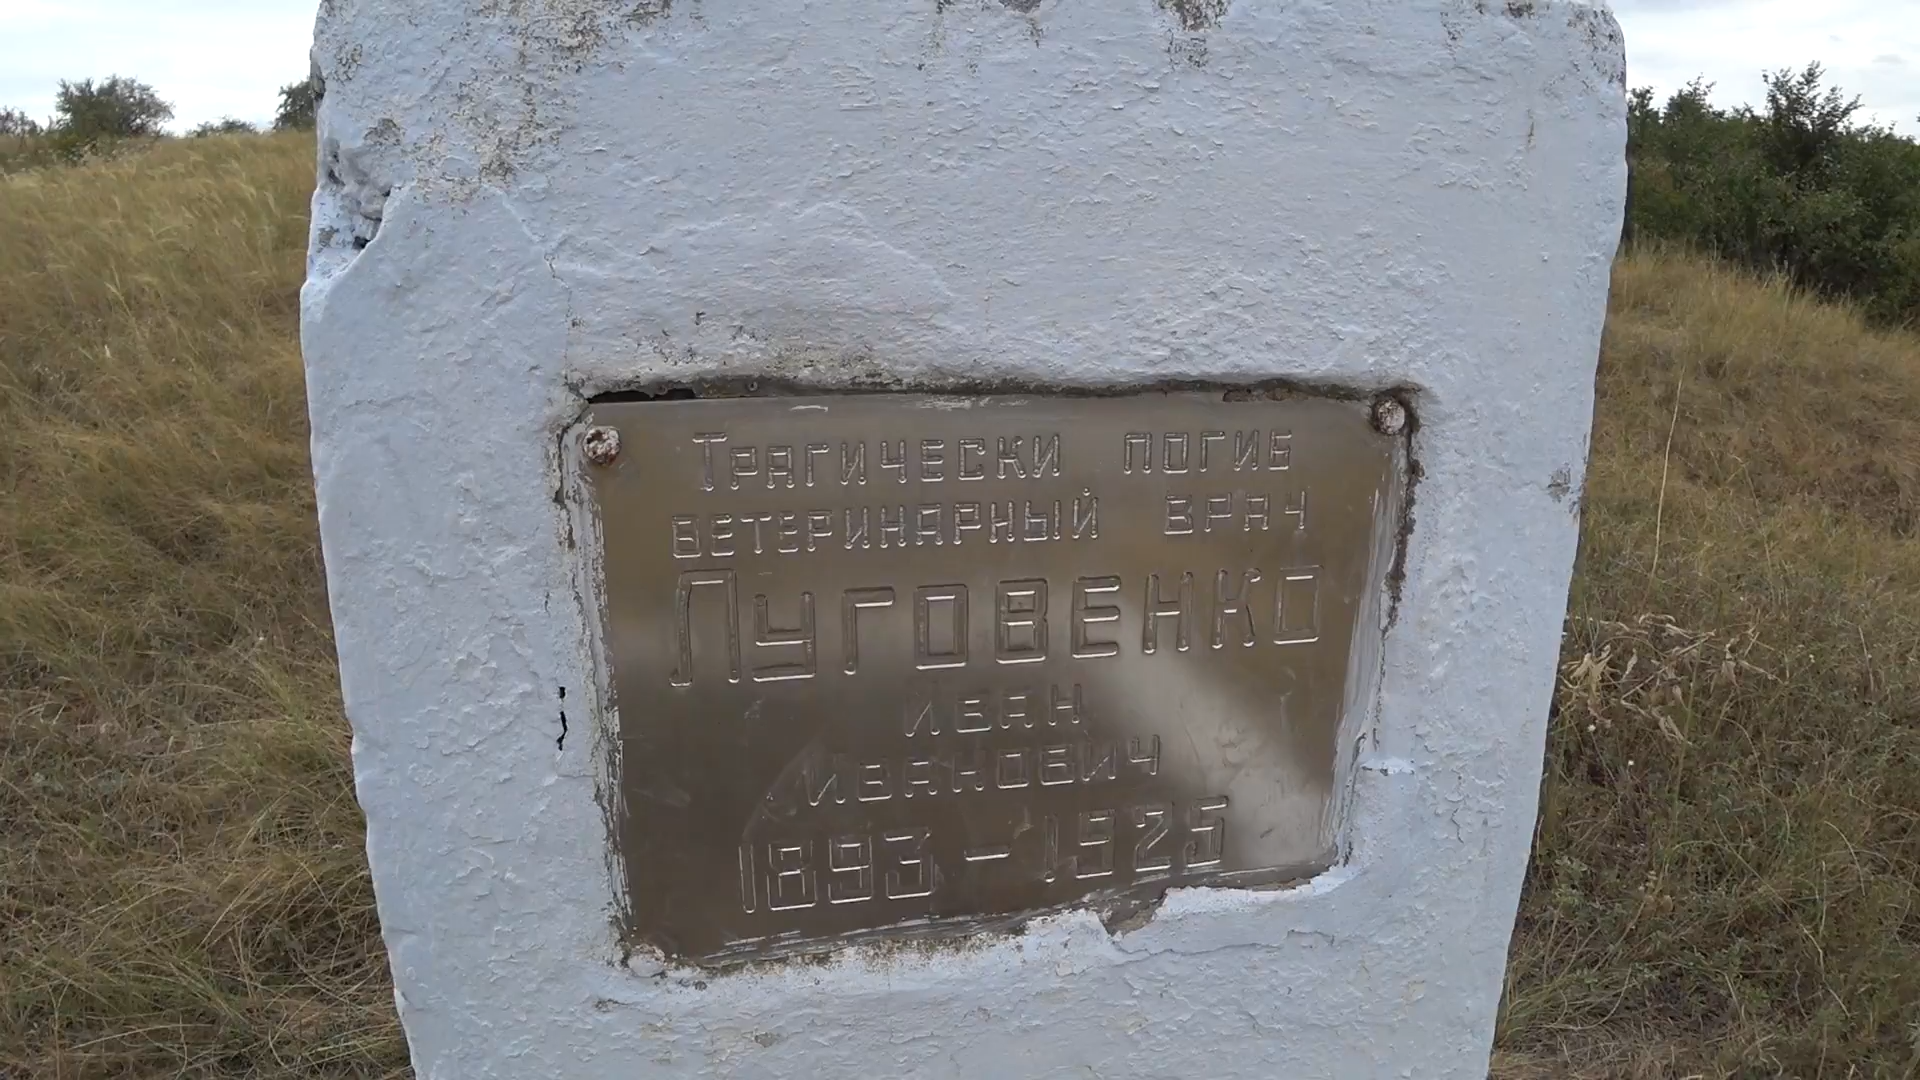 Трагически погиб
ветеринарный врач
Луговенко
Иван
Иванович
1893-1925